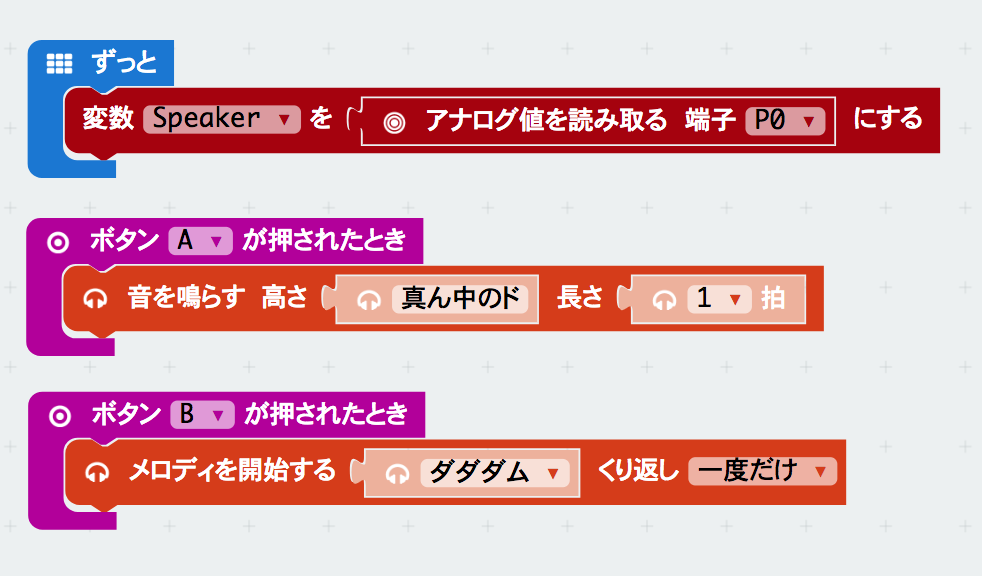 ずっと
変数 Speaker を アナログ値を読み取る 端子 P0 にする
ボタン A が押されたとき
音を鳴らす 高さ 真ん中のド 長さ 1 拍
ボタン B が押されたとき
メロディを開始する ダダダム くり返し 一度だけ